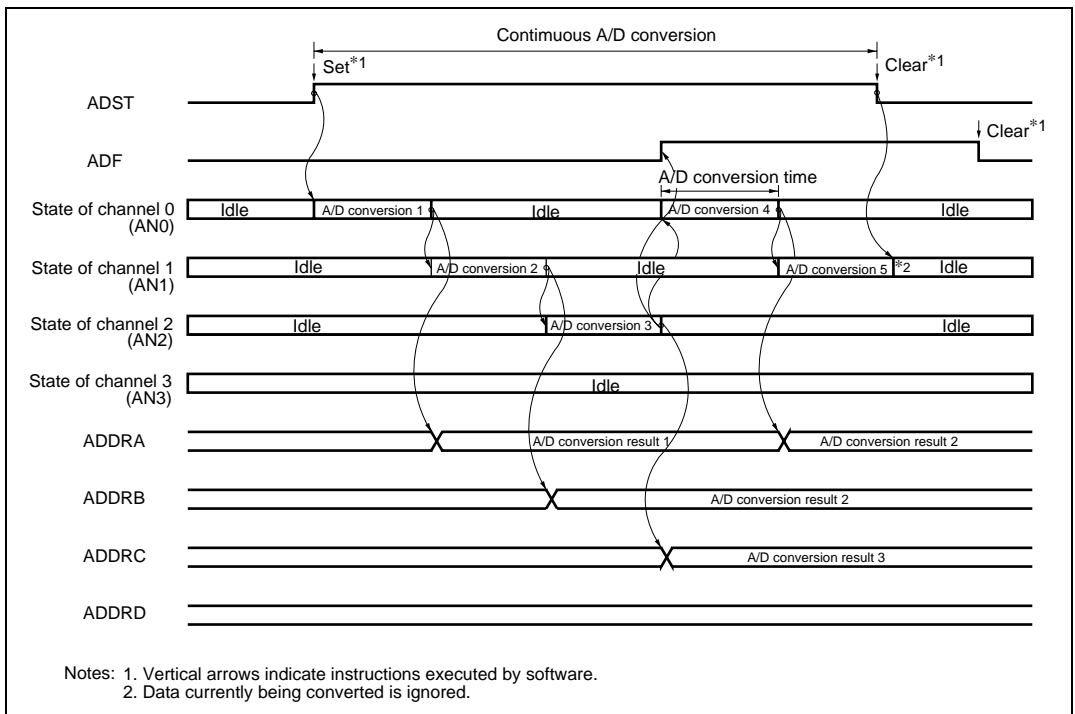 Contimuous A/D conversion
Set*1 Clear*1
ADST
Clear*1
ADF
A/D conversion time
State of channel 0 (AN0) Idle A/D conversion 1 Idle A/D conversion 4 Idle
State of channel 1 (AN1) Idle A/D conversion 2 Idle A/D conversion 5 *2 Idle
State of channel 2 (AN2) Idle A/D conversion 3 Idle
State of channel 3 (AN3) Idle
ADDRA A/D conversion result 1 A/D conversion result 2
ADDRB A/D conversion result 2
ADDRC A/D conversion result 3
ADDRD
Notes: 1. Vertical arrows indicate instructions executed by software.
2. Data currently being converted is ignored.